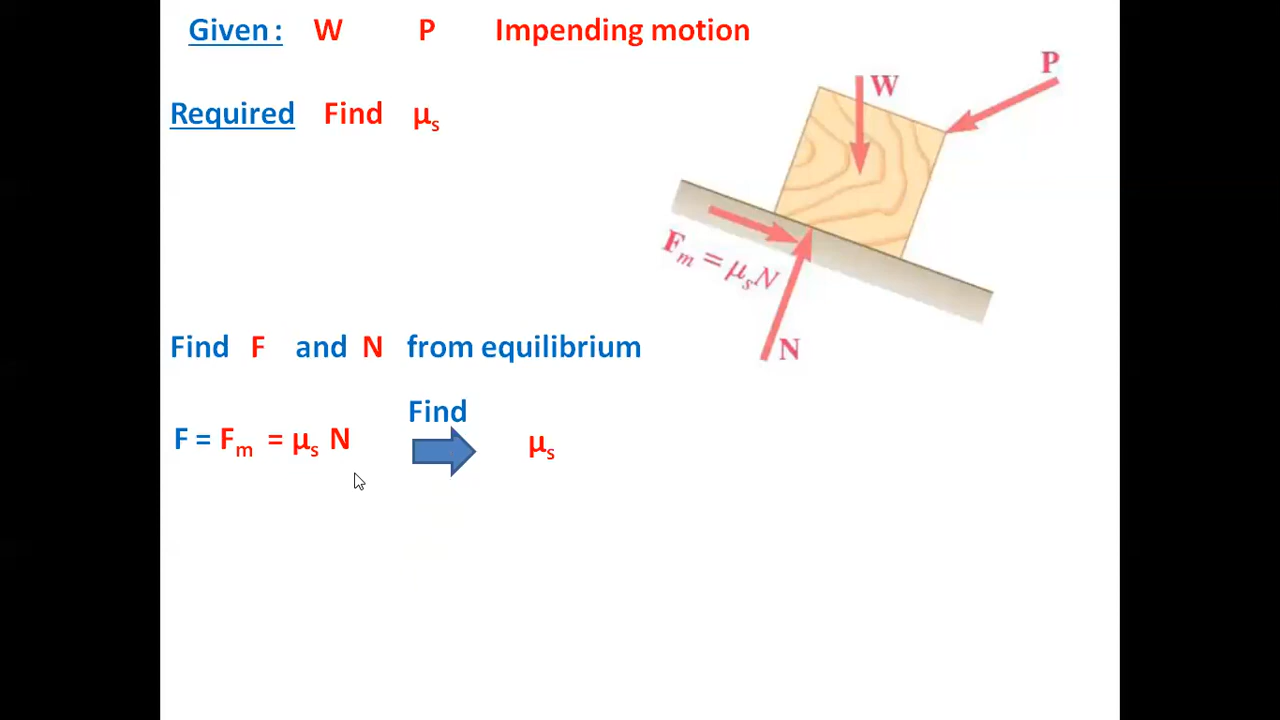 Given : W P Impending motion
P
W
Required Find μs
Fm = μsN
Find F and N from equilibrium
N
Find
F = Fm = μs N
μs